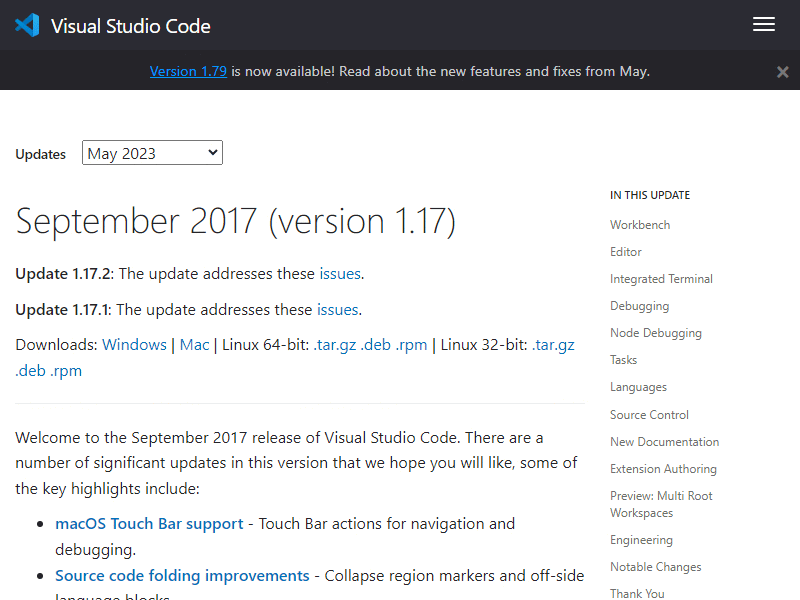 Visual Studio Code
Version 1.79 is now available! Read about the new features and fixes from May.
Updates
May 2023
September 2017 (version 1.17)
Update 1.17.2: The update addresses these issues.
Update 1.17.1: The update addresses these issues.
Downloads: Windows | Mac | Linux 64-bit: .tar.gz .deb .rpm | Linux 32-bit: .tar.gz
.deb .rpm
Welcome to the September 2017 release of Visual Studio Code. There are a
number of significant updates in this version that we hope you will like, some of
the key highlights include:
• macOS Touch Bar support - Touch Bar actions for navigation and
debugging.
• Source code folding improvements - Collapse region markers and off-side
language blocks.
IN THIS UPDATE
Workbench
Editor
Integrated Terminal
Debugging
Node Debugging
Tasks
Languages
Source Control
New Documentation
Extension Authoring
Preview: Multi Root
Workspaces
Engineering
Notable Changes
Thank You